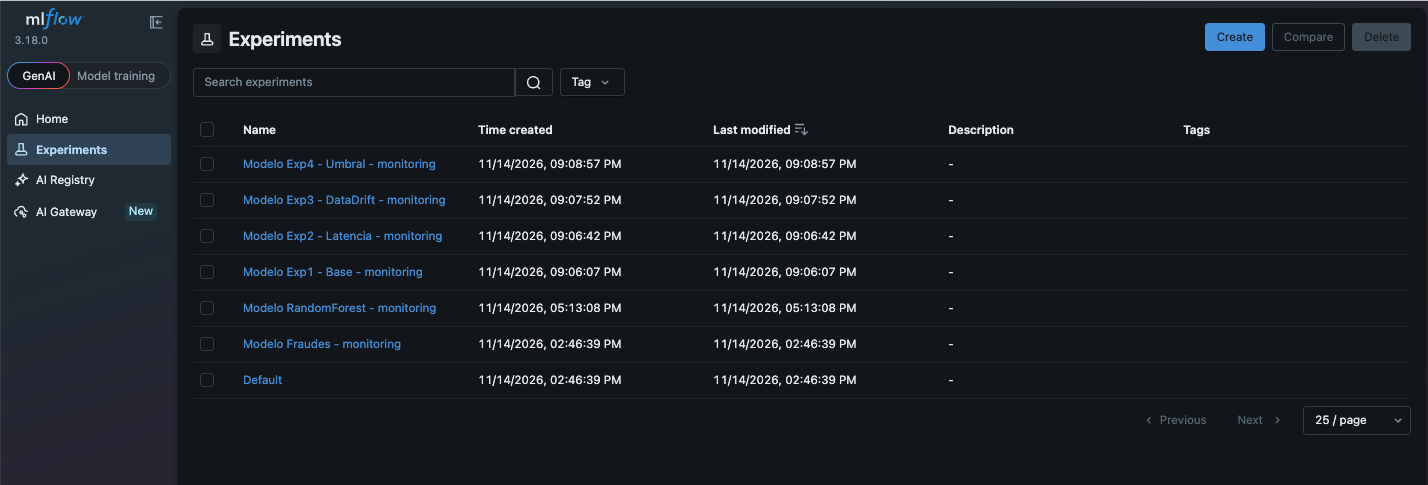 mlflow
3.18.0
GenAI Model training
Home
Experiments
AI Registry
AI Gateway New
Experiments
Create Compare Delete
Search experiments Tag
Name Time created Last modified Description Tags
Modelo Exp4 - Umbral - monitoring 11/14/2026, 09:08:57 PM 11/14/2026, 09:08:57 PM -
Modelo Exp3 - DataDrift - monitoring 11/14/2026, 09:07:52 PM 11/14/2026, 09:07:52 PM -
Modelo Exp2 - Latencia - monitoring 11/14/2026, 09:06:42 PM 11/14/2026, 09:06:42 PM -
Modelo Exp1 - Base - monitoring 11/14/2026, 09:06:07 PM 11/14/2026, 09:06:07 PM -
Modelo RandomForest - monitoring 11/14/2026, 05:13:08 PM 11/14/2026, 05:13:08 PM -
Modelo Fraudes - monitoring 11/14/2026, 02:46:39 PM 11/14/2026, 02:46:39 PM -
Default 11/14/2026, 02:46:39 PM 11/14/2026, 02:46:39 PM -
Previous Next 25 / page